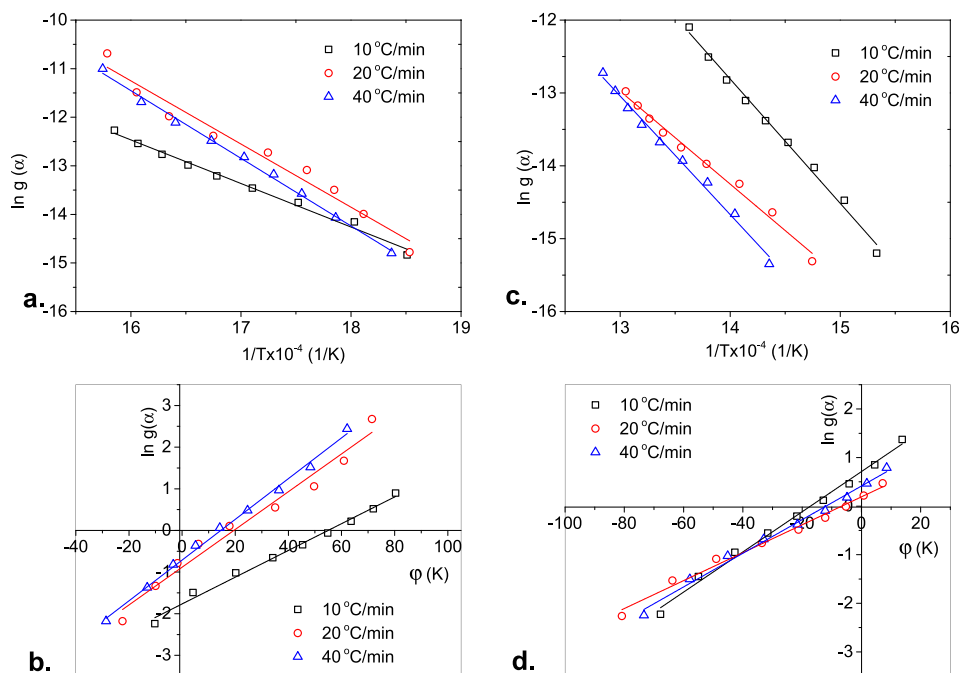 -10
-11
-12
-13
-14
-15
-16
ln g (α)
16 17 18 19
1/Tx10⁻⁴ (1/K)
10 °C/min
20 °C/min
40 °C/min
a.
-12
-13
-14
-15
-16
ln g (α)
13 14 15 16
1/Tx10⁻⁴ (1/K)
10 °C/min
20 °C/min
40 °C/min
c.
ln g(α)
3
2
1
0
-1
-2
-3
-40 -20 0 20 40 60 80 100
φ (K)
10 °C/min
20 °C/min
40 °C/min
b.
ln g(α)
2
1
0
-1
-2
-3
-100 -80 -60 -40 -20 0 20
φ (K)
10 °C/min
20 °C/min
40 °C/min
d.